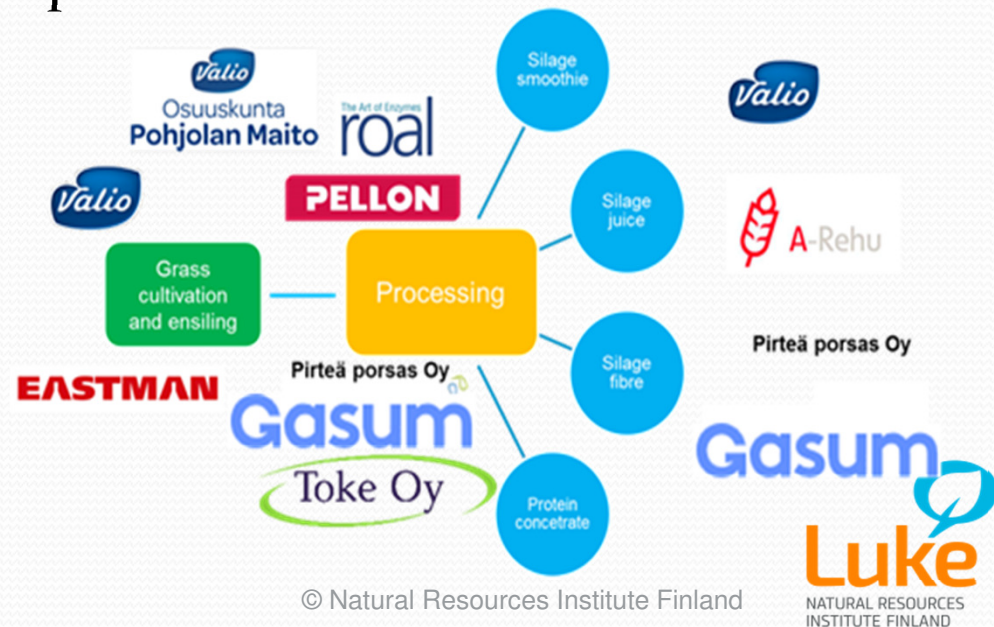 Valio
Osuuskunta
Pohjolan Maito
The Art of Enzymes
roal
Valio
PELLON
Grass
cultivation
and ensiling
EASTMAN
Processing
Pirteä porsas Oy
Gasum
Toke Oy
Silage
smoothie
Silage
juice
Silage
fibre
Protein
concetrate
Valio
A-Rehu
Pirteä porsas Oy
Gasum
Luke
NATURAL RESOURCES
INSTITUTE FINLAND
© Natural Resources Institute Finland